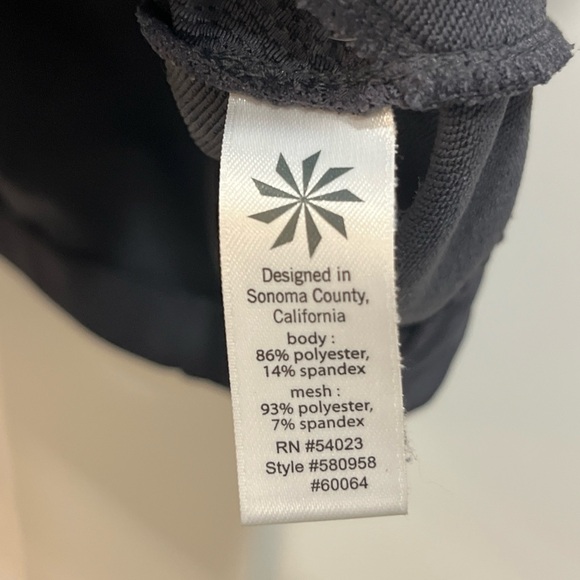 Designed in
Sonoma County,
California
body :
86% polyester,
14% spandex
mesh :
93% polyester,
7% spandex
RN #54023
Style #580958
#60064